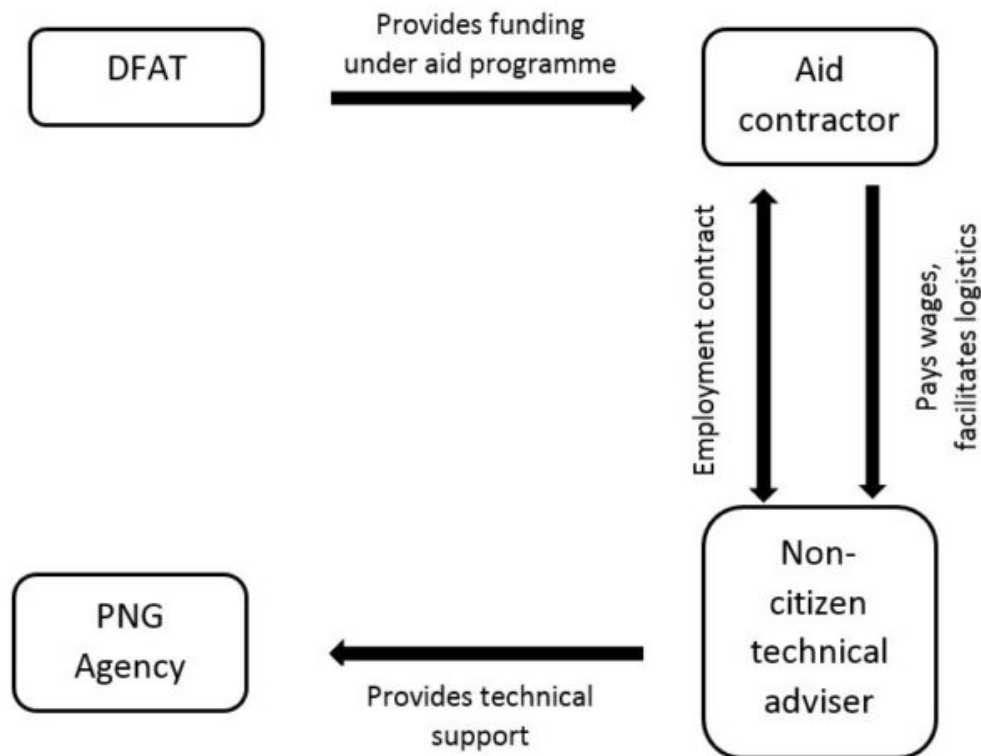 DFAT
Provides funding
under aid programme
Aid
contractor
Employment contract
Pays wages,
facilitates logistics
PNG
Agency
Provides technical
support
Non-
citizen
technical
adviser